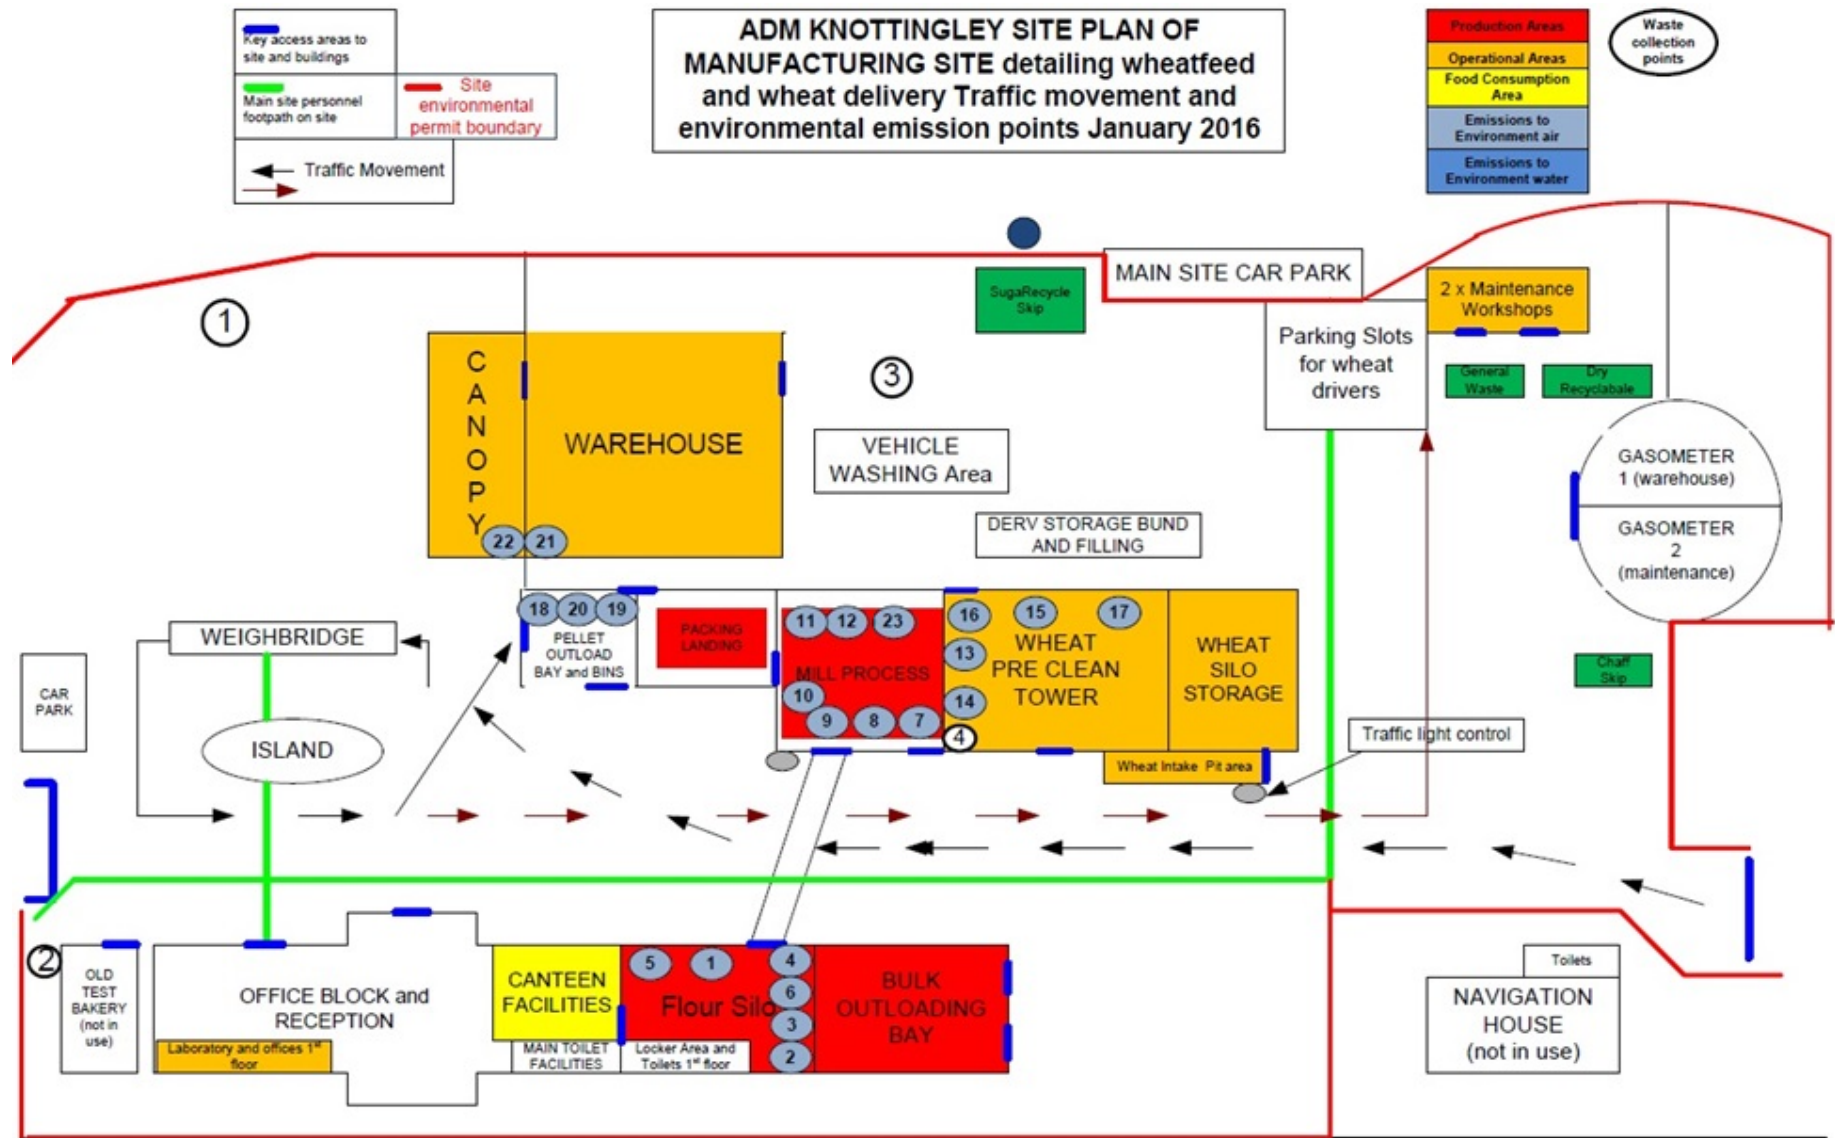 Key access areas to
site and buildings
Main site personnel
footpath on site
Site
environmental
permit boundary
Traffic Movement
ADM KNOTTINGLEY SITE PLAN OF
MANUFACTURING SITE detailing wheatfeed
and wheat delivery Traffic movement and
environmental emission points January 2016
Production Areas
Operational Areas
Food Consumption
Area
Emissions to
Environment air
Emissions to
Environment water
Waste
collection
points
1
SugaRecycle
Skip
MAIN SITE CAR PARK
2 x Maintenance
Workshops
Parking Slots
for wheat
drivers
General
Waste
Dry
Recyclabale
C
A
N
O
P
Y
WAREHOUSE
3
VEHICLE
WASHING Area
22
21
DERV STORAGE BUND
AND FILLING
GASOMETER
1 (warehouse)
GASOMETER
2
(maintenance)
WEIGHBRIDGE
CAR
PARK
ISLAND
18
20
19
PELLET
OUTLOAD
BAY and BINS
PACKING
LANDING
11
12
23
MILL PROCESS
10
9
8
7
16
15
17
13
14
WHEAT
PRE CLEAN
TOWER
4
WHEAT
SILO
STORAGE
Wheat Intake Pit area
Chaff
Skip
Traffic light control
2
OLD
TEST
BAKERY
(not in
use)
OFFICE BLOCK and
RECEPTION
Laboratory and offices 1st
floor
CANTEEN
FACILITIES
MAIN TOILET
FACILITIES
5
1
4
6
3
2
Flour Silo
Locker Area and
Toilets 1st floor
BULK
OUTLOADING
BAY
Toilets
NAVIGATION
HOUSE
(not in use)